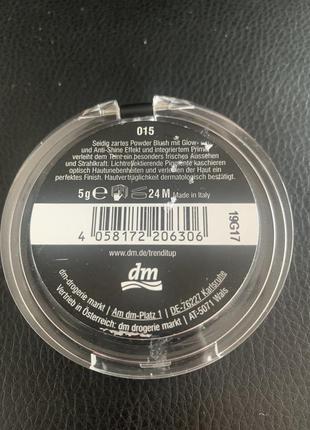 015
Seidig zartes Powder Blush mit Glow-
und Anti-Shine Effekt und integriertem Primer
verleiht dem Teint ein besonders frisches Aussehen
und Strahlkraft. Lichtreflektierende Pigmente kaschieren
optisch Hautunebenheiten und verleihen der Haut ein
perfektes Finish. Hautverträglichkeit dermatologisch bestätigt.
5 g e 24 M Made in Italy
4 058172 206306
19G17
www.dm.de/trenditup
dm
dm-drogerie markt | Am dm-Platz 1 | DE-76227 Karlsruhe
Vertrieb in Österreich: dm drogerie markt | AT-5071 Wals